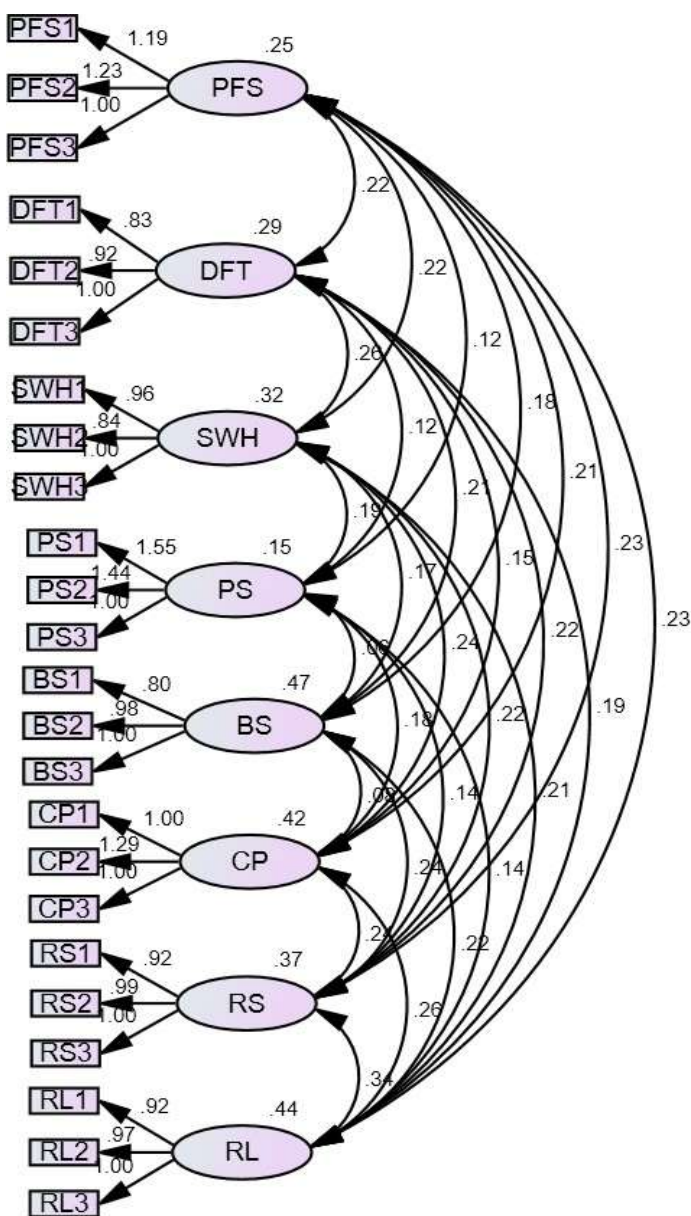 PFS1
1.19
.25
PFS2
1.23
PFS
1.00
PFS3
.22
DFT1
.83
.29
DFT2
.92
DFT
1.00
DFT3
.22
.12
.26
SWH1
.96
.32
.18
SWH2
.84
SWH
.12
1.00
.21
SWH3
.21
.19
.23
PS1
1.55
.15
.15
PS2
1.44
PS
.17
1.00
.23
PS3
.22
.06
.24
BS1
.80
.47
.19
BS2
.98
BS
.18
.22
1.00
BS3
.21
.14
.08
CP1
1.00
.42
CP2
1.29
CP
.24
.14
1.00
CP3
.24
.22
RS1
.92
.37
RS2
.99
RS
.26
1.00
RS3
.34
RL1
.92
.44
RL2
.97
RL
1.00
RL3